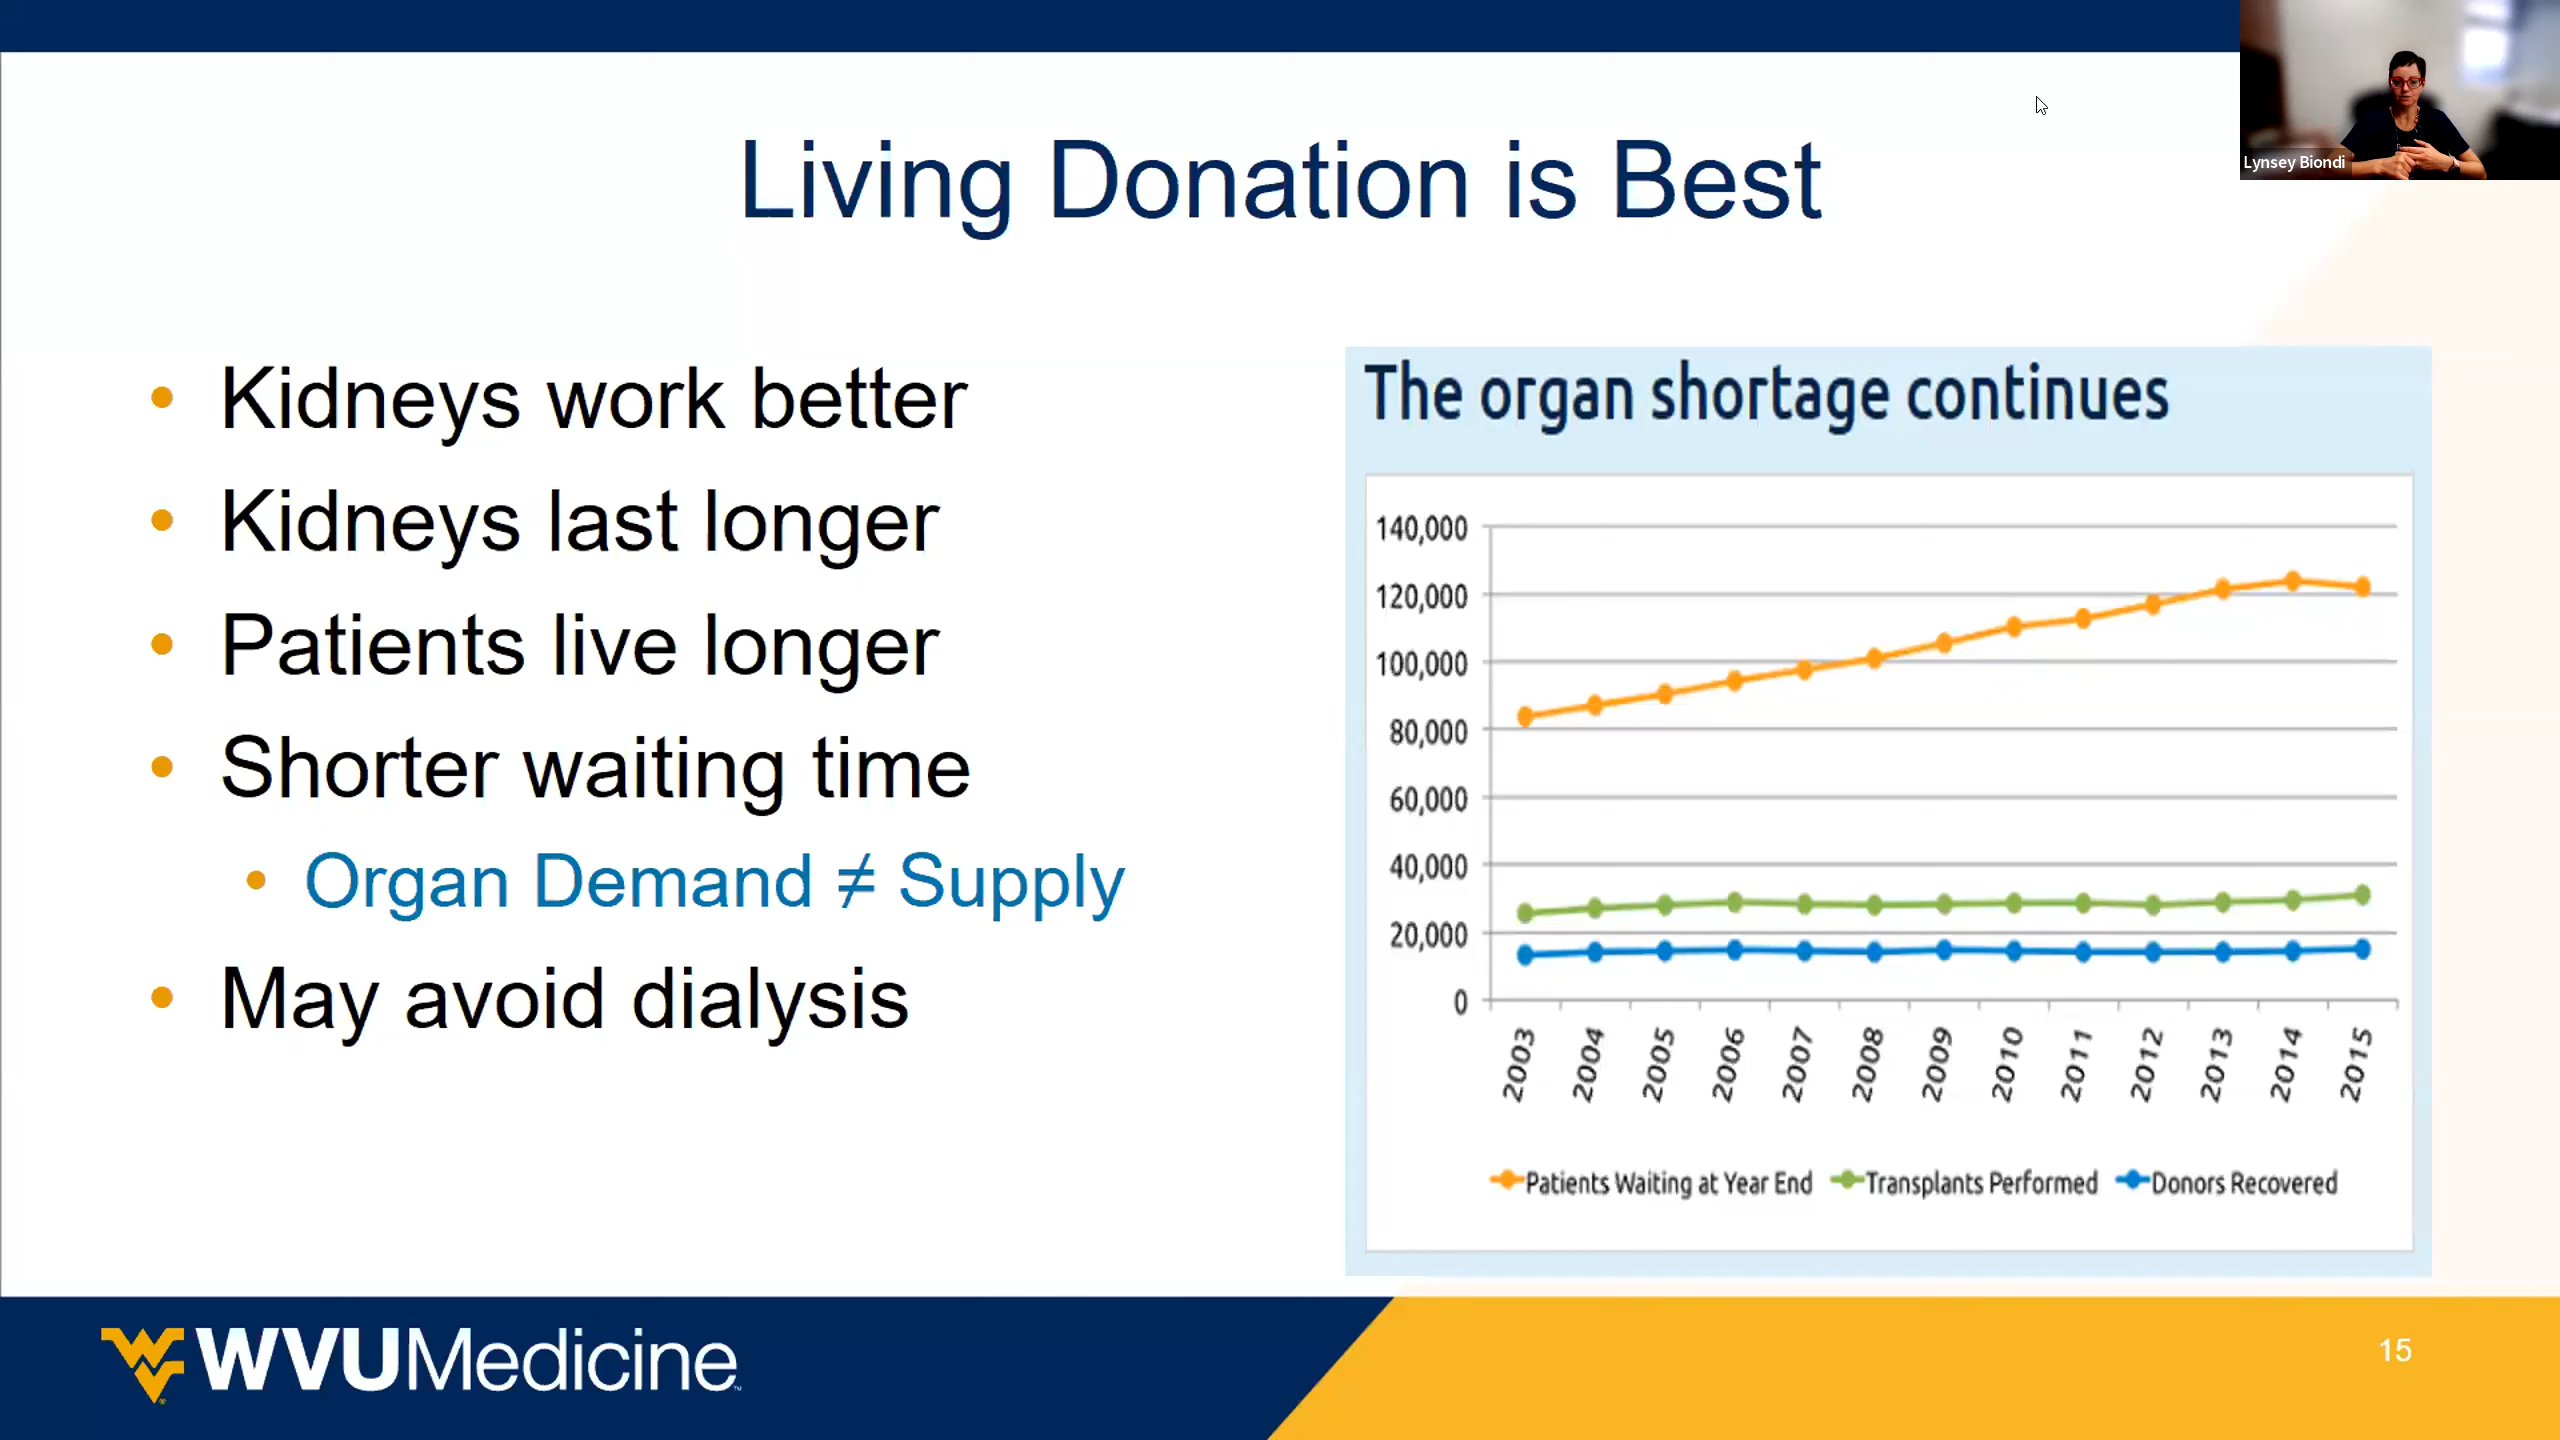 Lynsey Biondi
Living Donation is Best
• Kidneys work better
• Kidneys last longer
• Patients live longer
• Shorter waiting time
• Organ Demand ≠ Supply
• May avoid dialysis
The organ shortage continues
140,000
120,000
100,000
80,000
60,000
40,000
20,000
0
2003 2004 2005 2006 2007 2008 2009 2010 2011 2012 2013 2014 2015
Patients Waiting at Year End Transplants Performed Donors Recovered
WVUMedicine
15